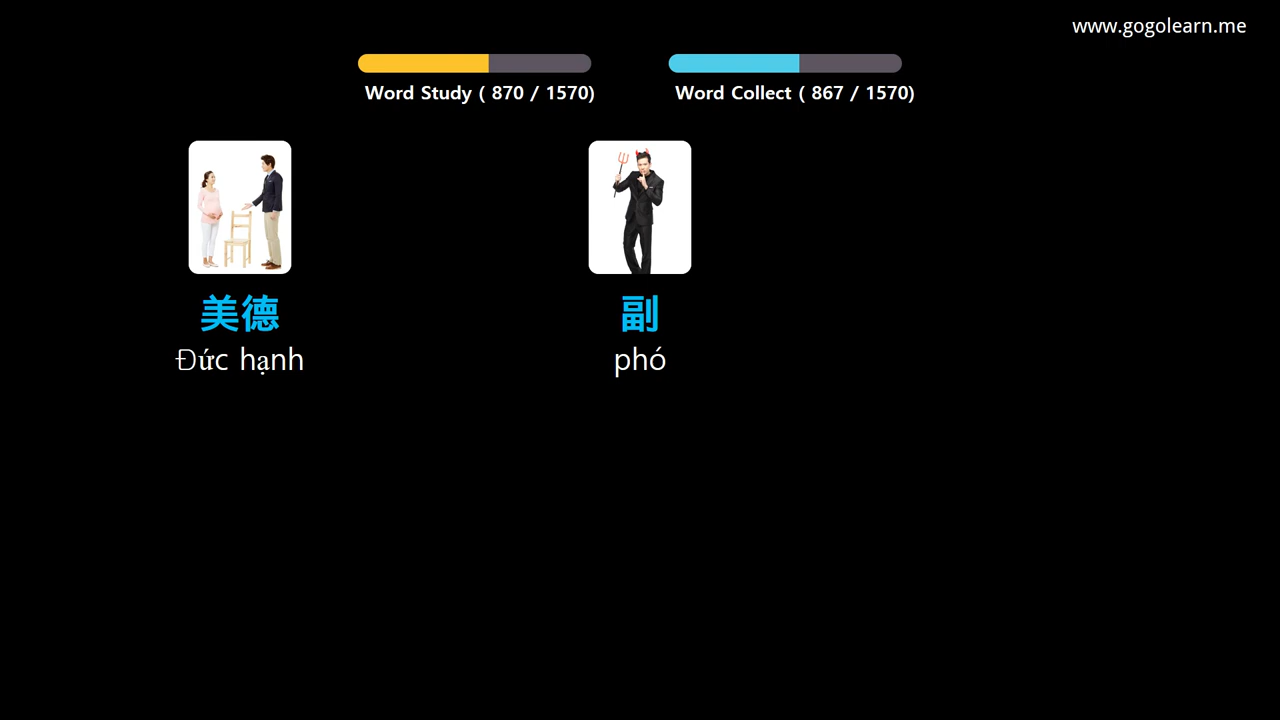 www.gogolearn.me
Word Study ( 870 / 1570)
Word Collect ( 867 / 1570)
美德
Đức hạnh
副
phó